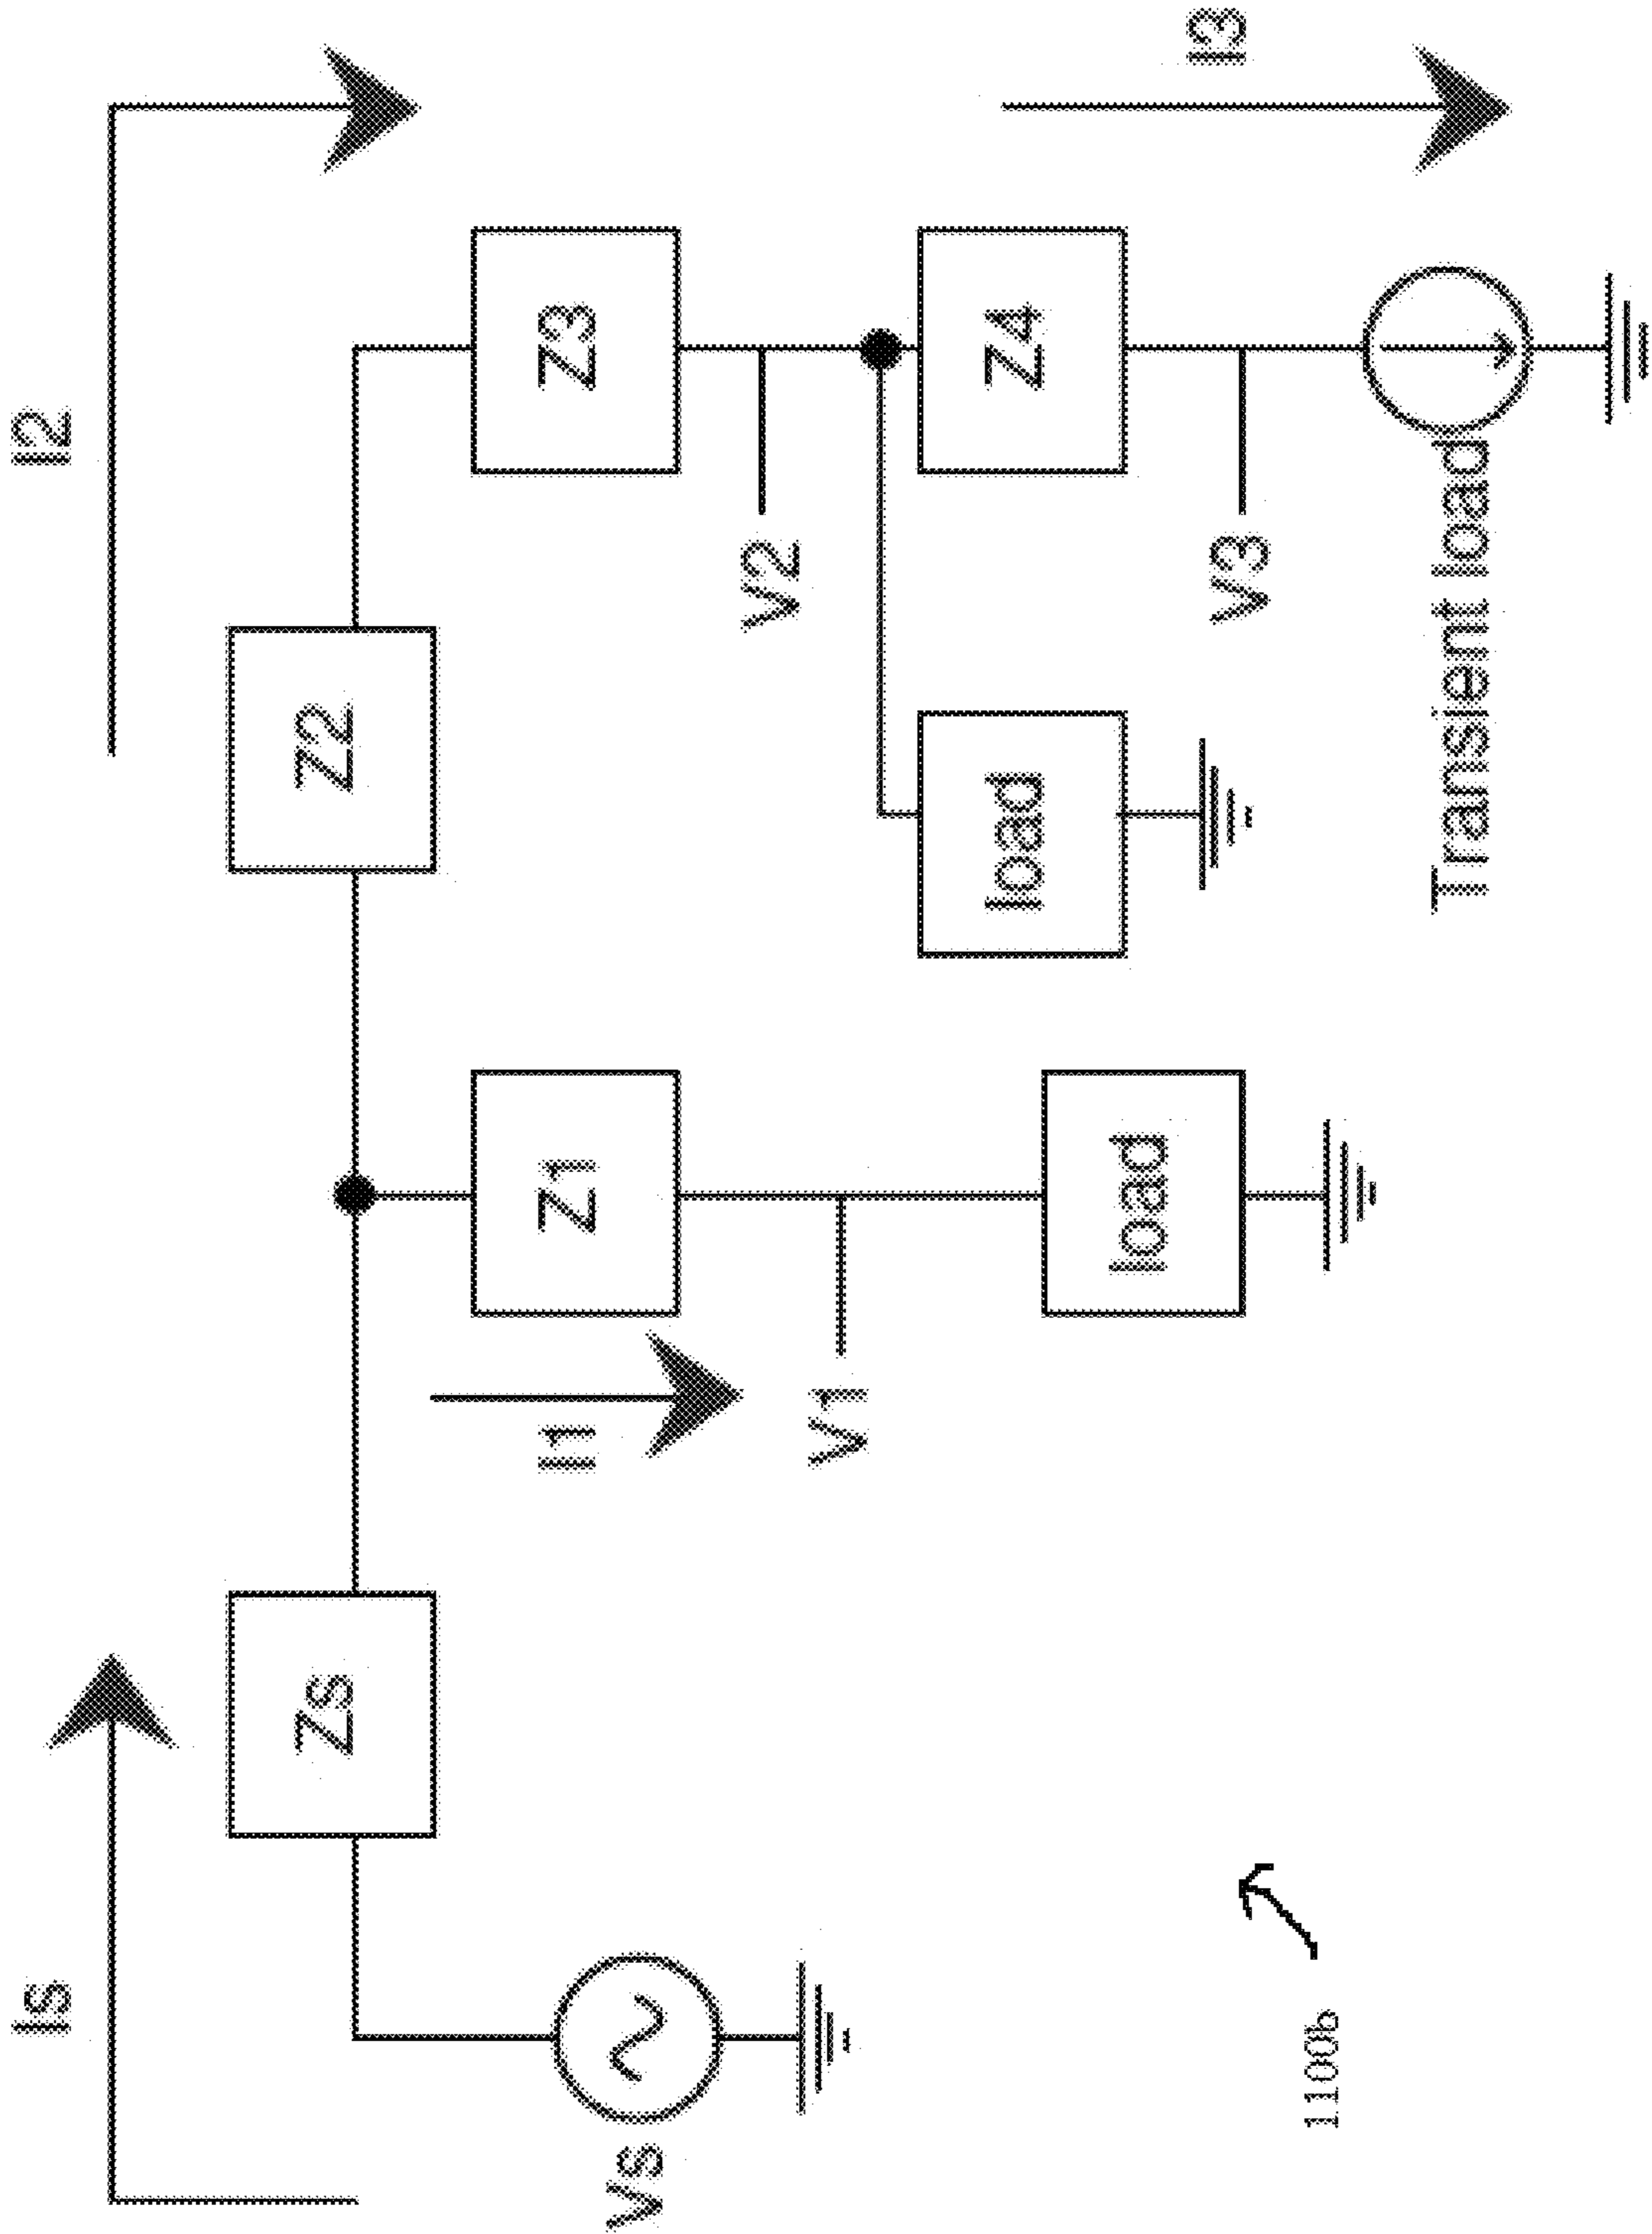 Is
I2
Zs
Z2
Vs
I1
Z1
Z3
V1
V2
load
load
Z4
V3
I3
Transient load
1100b